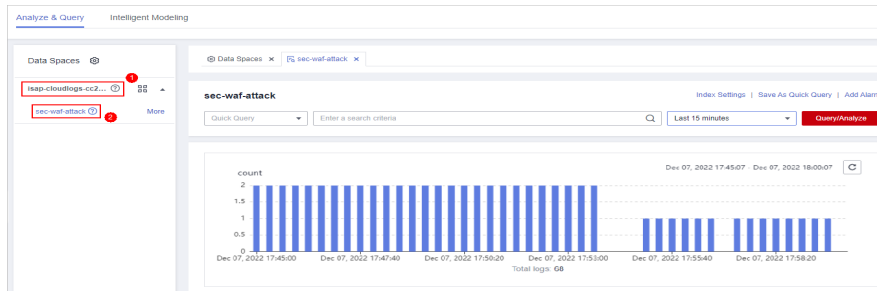 Analyze & Query Intelligent Modeling
Data Spaces
Data Spaces × sec-waf-attack ×
1
isap-cloudlogs-cc2...
sec-waf-attack
2
More
sec-waf-attack
Index Settings | Save As Quick Query | Add Alarm
Quick Query
Enter a search criteria
Last 15 minutes
Query/Analyze
Dec 07, 2022 17:45:07 - Dec 07, 2022 18:00:07
count
2
1.5
1
0.5
0
Dec 07, 2022 17:45:00 Dec 07, 2022 17:47:40 Dec 07, 2022 17:50:20 Dec 07, 2022 17:53:00 Dec 07, 2022 17:55:40 Dec 07, 2022 17:58:20
Total logs: 68